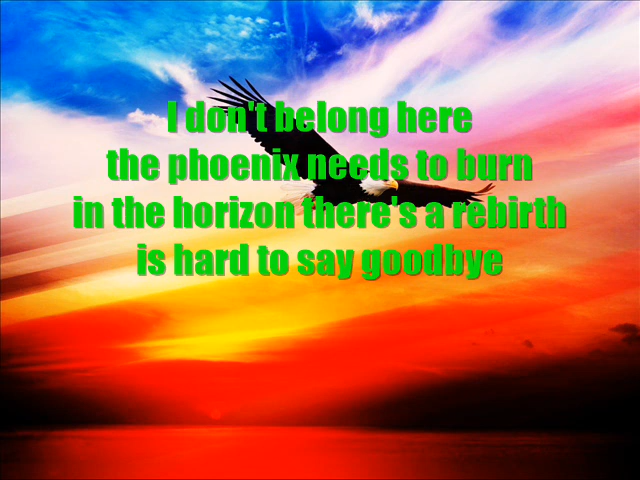 I don't belong here
the phoenix needs to burn
in the horizon there's a rebirth
is hard to say goodbye